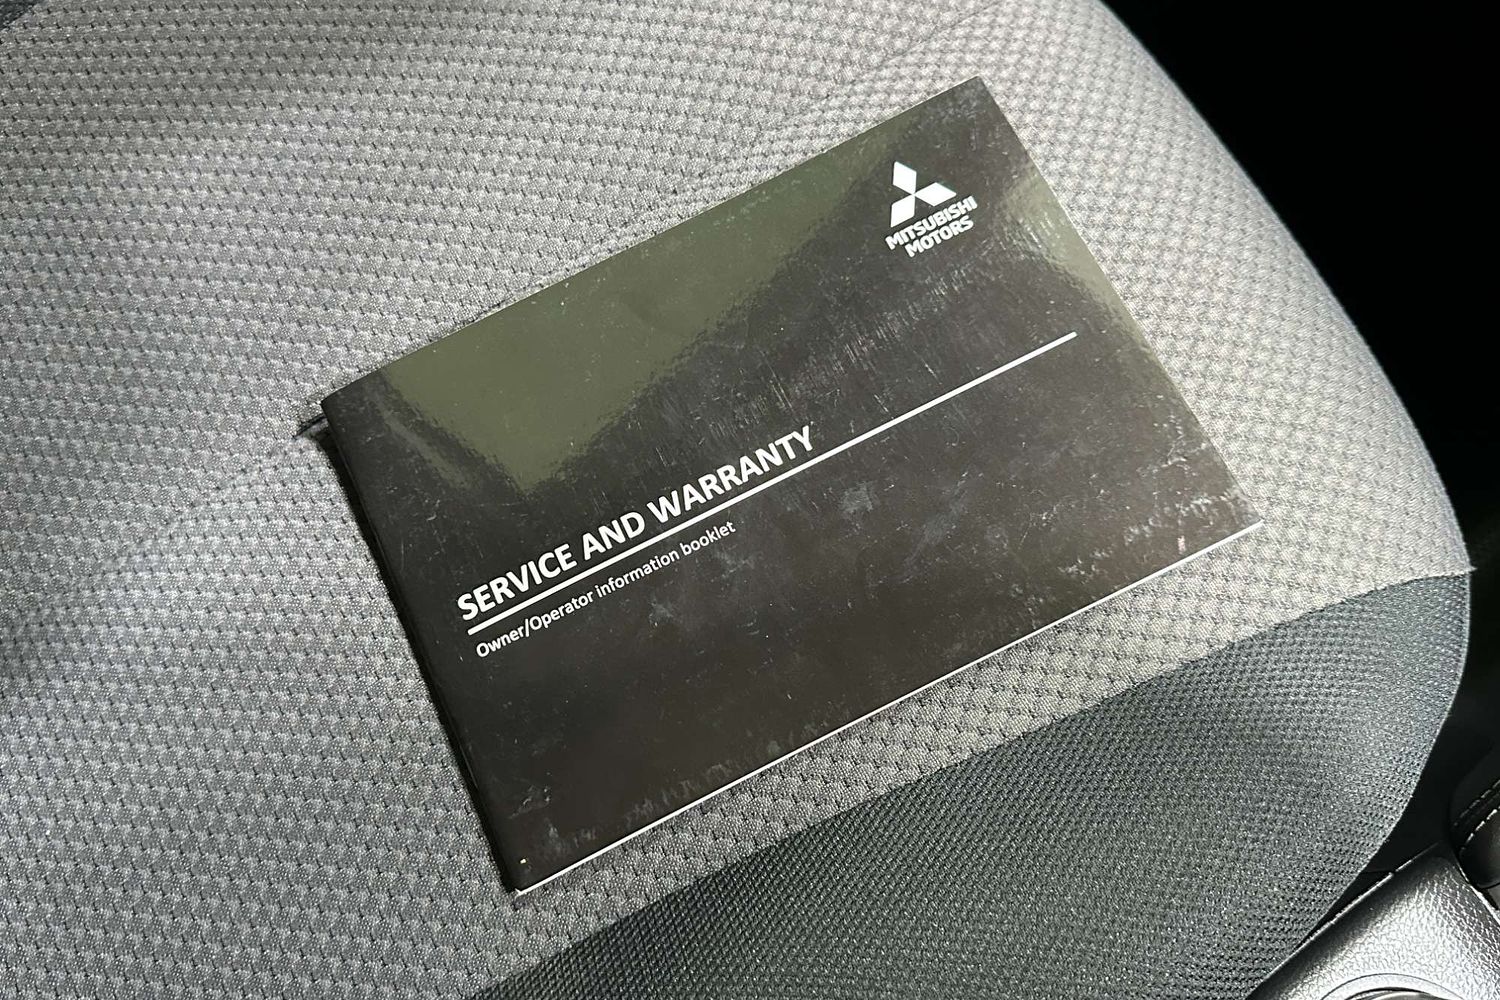 MITSUBISHI
MOTORS
SERVICE AND WARRANTY
Owner/Operator information booklet